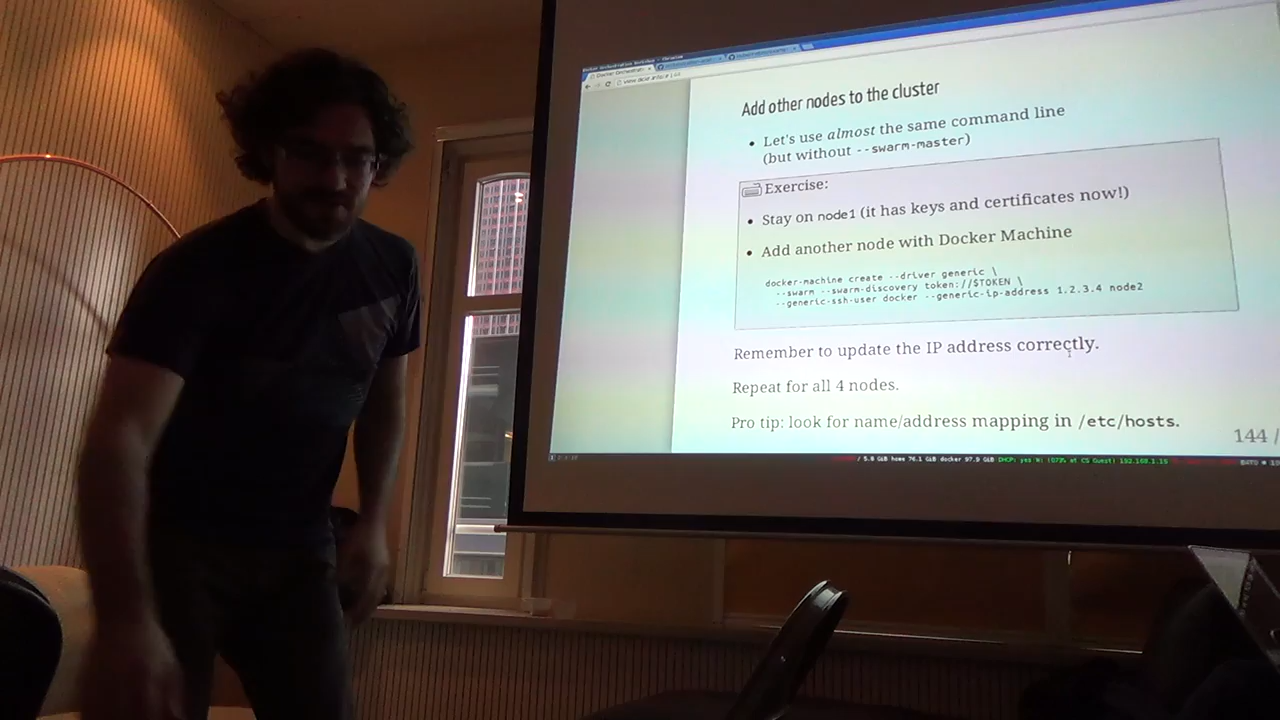 Add other nodes to the cluster
• Let's use almost the same command line
(but without --swarm-master)
Exercise:
• Stay on node1 (it has keys and certificates now!)
• Add another node with Docker Machine
docker-machine create --driver generic \
--swarm --swarm-discovery token://$TOKEN \
--generic-ssh-user docker --generic-ip-address 1.2.3.4 node2
Remember to update the IP address correctly.
Repeat for all 4 nodes.
Pro tip: look for name/address mapping in /etc/hosts.
144 /